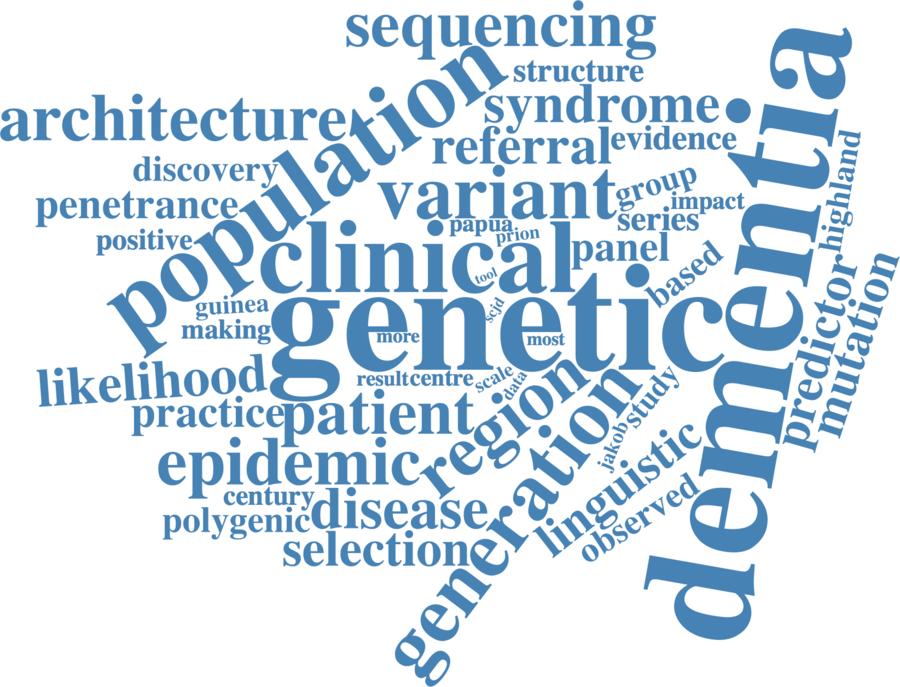 sequencing
structure
dementia
architecture
population
syndrome
referral
evidence
discovery
penetrance
variant
group
impact
highland
positive
papua
prion
series
clinical
panel
tool
based
guinea
making
genetic
scjd
more
most
predictor
mutation
likelihood
result
centre
scale
data
region
study
practice
patient
jakob
epidemic
generation
linguistic
century
observed
polygenic
disease
selection